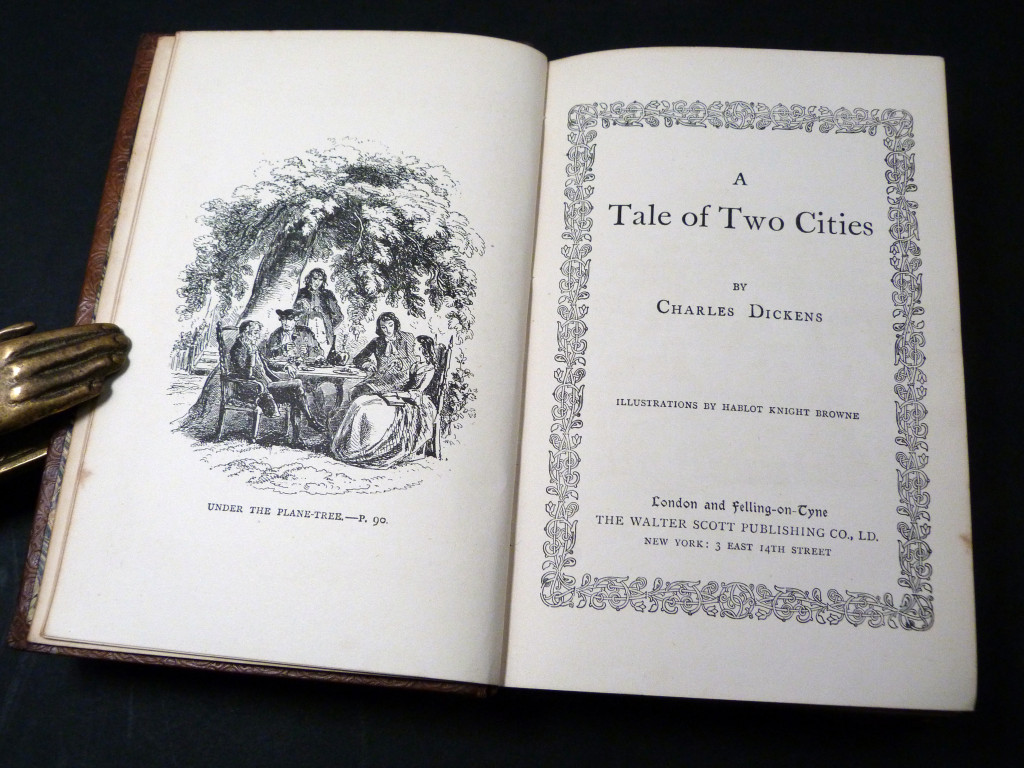 UNDER THE PLANE-TREE.—P. 90.
A
Tale of Two Cities
BY
CHARLES DICKENS
ILLUSTRATIONS BY HABLOT KNIGHT BROWNE
London and Felling-on-Tyne
THE WALTER SCOTT PUBLISHING CO., LD.
NEW YORK: 3 EAST 14TH STREET